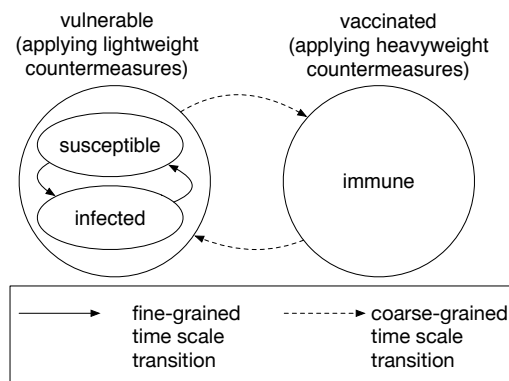 vulnerable
(applying lightweight
countermeasures)
vaccinated
(applying heavyweight
countermeasures)
susceptible
infected
immune
fine-grained
time scale
transition
coarse-grained
time scale
transition